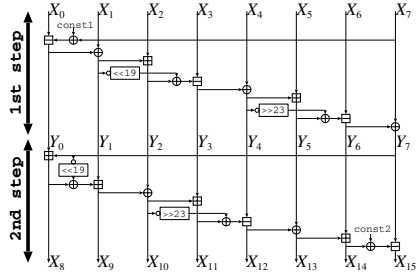 X0 X1 X2 X3 X4 X5 X6 X7
const1
<<19
>>23
1st step
Y0 Y1 Y2 Y3 Y4 Y5 Y6 Y7
<<19
>>23
const2
2nd step
X8 X9 X10 X11 X12 X13 X14 X15